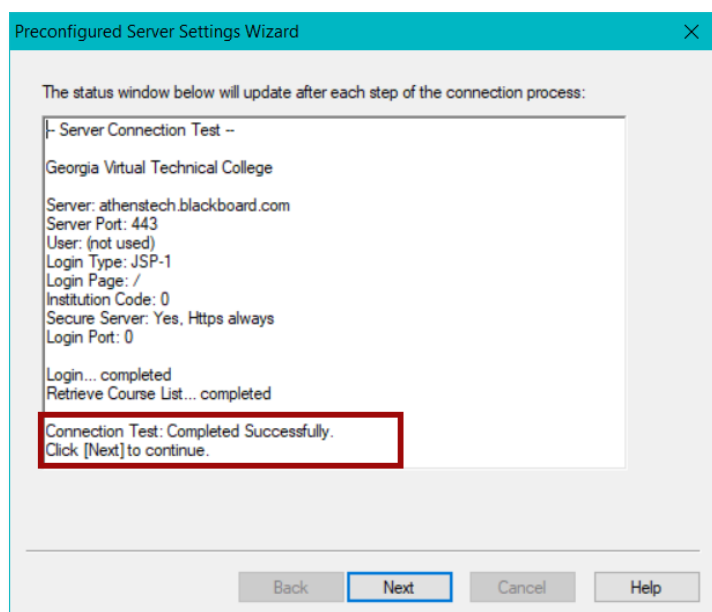 Preconfigured Server Settings Wizard
The status window below will update after each step of the connection process:
-- Server Connection Test --
Georgia Virtual Technical College
Server: athenstech.blackboard.com
Server Port: 443
User: (not used)
Login Type: JSP-1
Login Page: /
Institution Code: 0
Secure Server: Yes, Https always
Login Port: 0
Login... completed
Retrieve Course List... completed
Connection Test: Completed Successfully.
Click [Next] to continue.
Back Next Cancel Help